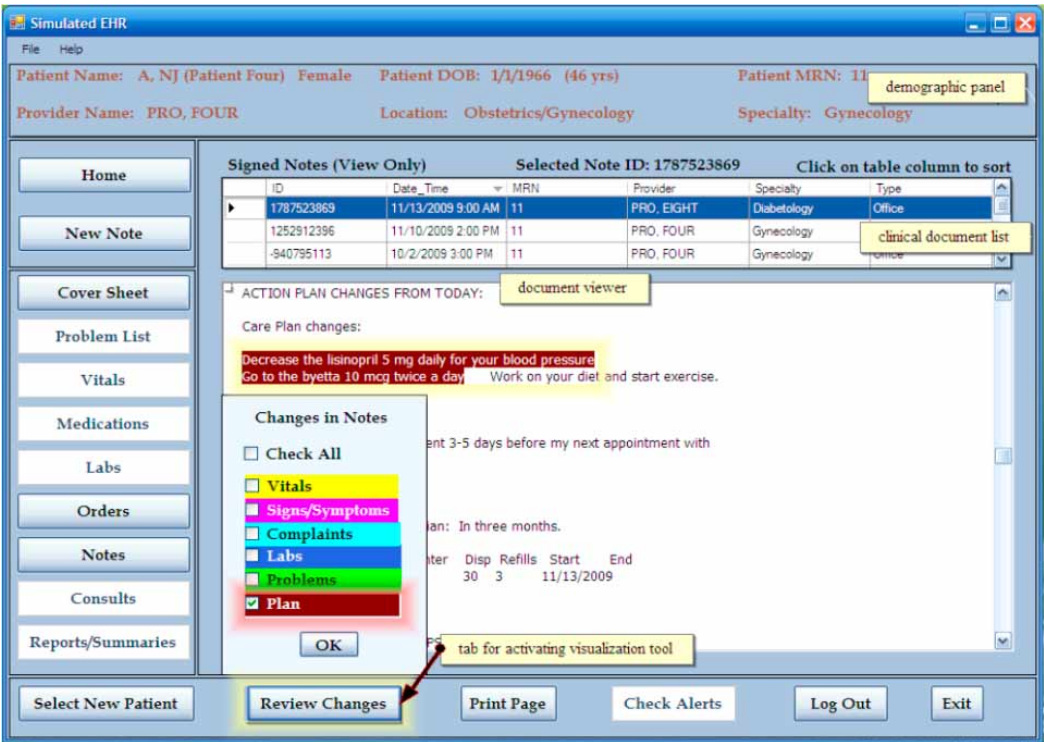 Simulated EHR
File Help
Patient Name: A, NJ (Patient Four) Female Patient DOB: 1/1/1966 (46 yrs) Patient MRN: 11
demographic panel
Provider Name: PRO, FOUR Location: Obstetrics/Gynecology Specialty: Gynecology
Home
New Note
Cover Sheet
Problem List
Vitals
Medications
Labs
Orders
Notes
Consults
Reports/Summaries
Signed Notes (View Only) Selected Note ID: 1787523869 Click on table column to sort
ID Date_Time MRN Provider Specialty Type
1787523869 11/13/2009 9:00 AM 11 PRO, EIGHT Diabetology Office
1252912396 11/10/2009 2:00 PM 11 PRO, FOUR Gynecology
-940795113 10/2/2009 3:00 PM 11 PRO, FOUR Gynecology
clinical document list
document viewer
ACTION PLAN CHANGES FROM TODAY:
Care Plan changes:
Decrease the lisinopril 5 mg daily for your blood pressure
Go to the byetta 10 mcg twice a day Work on your diet and start exercise.
ent 3-5 days before my next appointment with
ian: In three months.
nter Disp Refills Start End
30 3 11/13/2009
Changes in Notes
Check All
Vitals
Signs/Symptoms
Complaints
Labs
Problems
Plan
OK
tab for activating visualization tool
Select New Patient Review Changes Print Page Check Alerts Log Out Exit